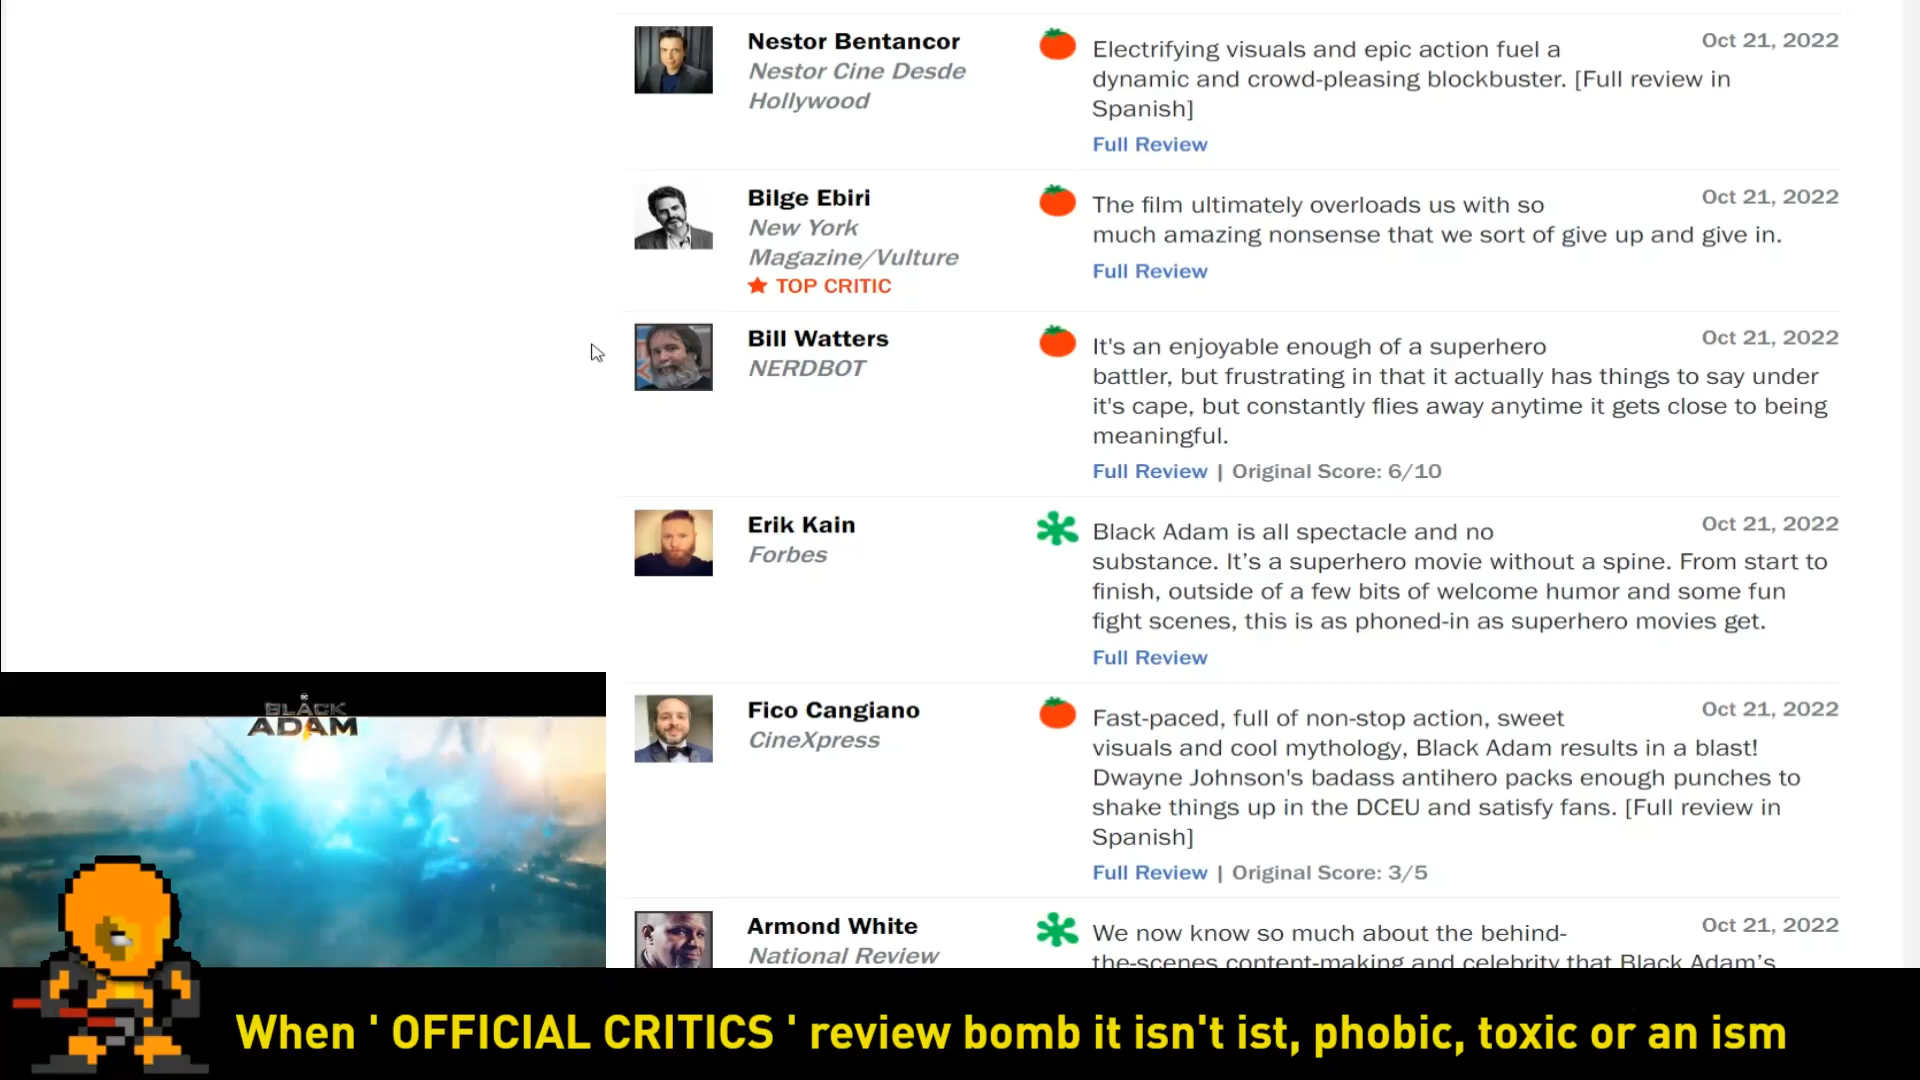 Nestor Bentancor
Nestor Cine Desde
Hollywood
Electrifying visuals and epic action fuel a
dynamic and crowd-pleasing blockbuster. [Full review in
Spanish]
Full Review
Oct 21, 2022
Bilge Ebiri
New York
Magazine/Vulture
TOP CRITIC
The film ultimately overloads us with so
much amazing nonsense that we sort of give up and give in.
Full Review
Oct 21, 2022
Bill Watters
NERDBOT
It's an enjoyable enough of a superhero
battler, but frustrating in that it actually has things to say under
it's cape, but constantly flies away anytime it gets close to being
meaningful.
Full Review | Original Score: 6/10
Oct 21, 2022
Erik Kain
Forbes
Black Adam is all spectacle and no
substance. It’s a superhero movie without a spine. From start to
finish, outside of a few bits of welcome humor and some fun
fight scenes, this is as phoned-in as superhero movies get.
Full Review
Oct 21, 2022
Fico Cangiano
CineXpress
Fast-paced, full of non-stop action, sweet
visuals and cool mythology, Black Adam results in a blast!
Dwayne Johnson's badass antihero packs enough punches to
shake things up in the DCEU and satisfy fans. [Full review in
Spanish]
Full Review | Original Score: 3/5
Oct 21, 2022
Armond White
National Review
We now know so much about the behind-
the-scenes content-making and celebrity that Black Adam’s
Oct 21, 2022
DC
BLACK
ADAM
When ' OFFICIAL CRITICS ' review bomb it isn't ist, phobic, toxic or an ism